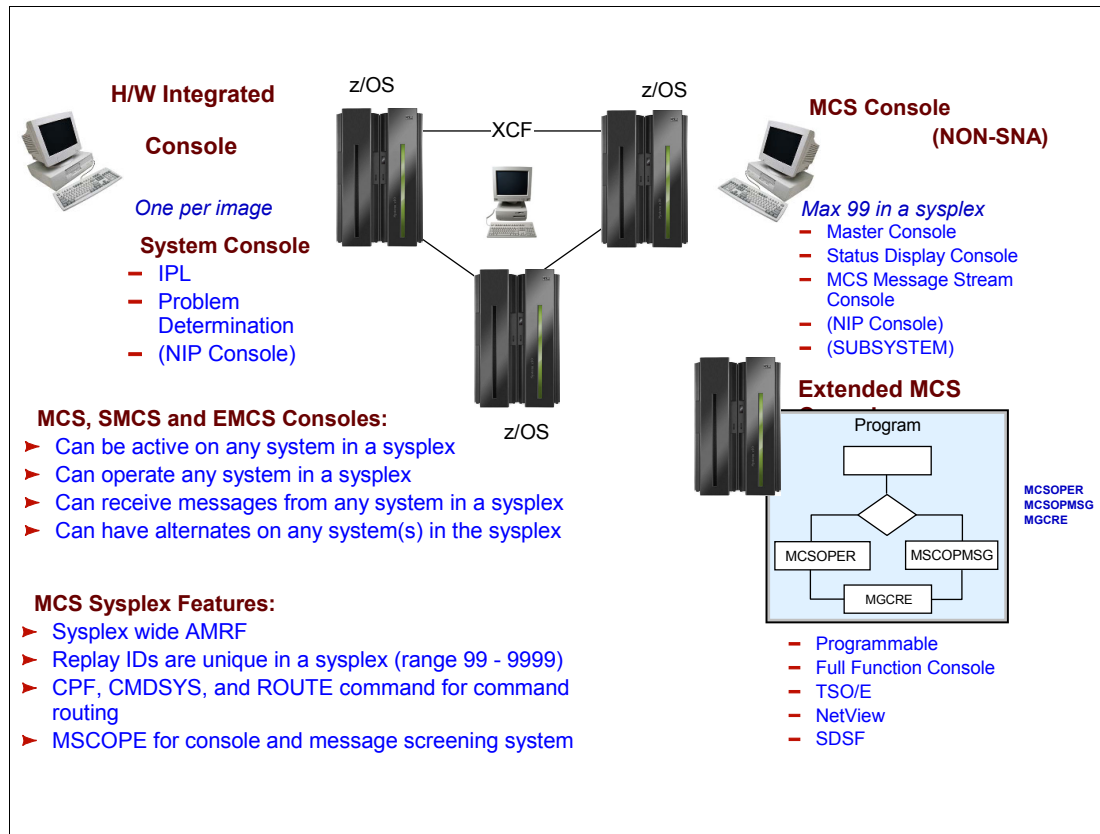 z/OS
z/OS
XCF
H/W Integrated
Console
One per image
System Console
– IPL
– Problem
Determination
– (NIP Console)
MCS Console
(NON-SNA)
Max 99 in a sysplex
– Master Console
– Status Display Console
– MCS Message Stream
Console
– (NIP Console)
– (SUBSYSTEM)
z/OS
MCS, SMCS and EMCS Consoles:
➤ Can be active on any system in a sysplex
➤ Can operate any system in a sysplex
➤ Can receive messages from any system in a sysplex
➤ Can have alternates on any system(s) in the sysplex
MCS Sysplex Features:
➤ Sysplex wide AMRF
➤ Replay IDs are unique in a sysplex (range 99 - 9999)
➤ CPF, CMDSYS, and ROUTE command for command
routing
➤ MSCOPE for console and message screening system
Extended MCS
Program
MCSOPER
MSCOPMSG
MGCRE
MCSOPER
MCSOPMSG
MGCRE
– Programmable
– Full Function Console
– TSO/E
– NetView
– SDSF